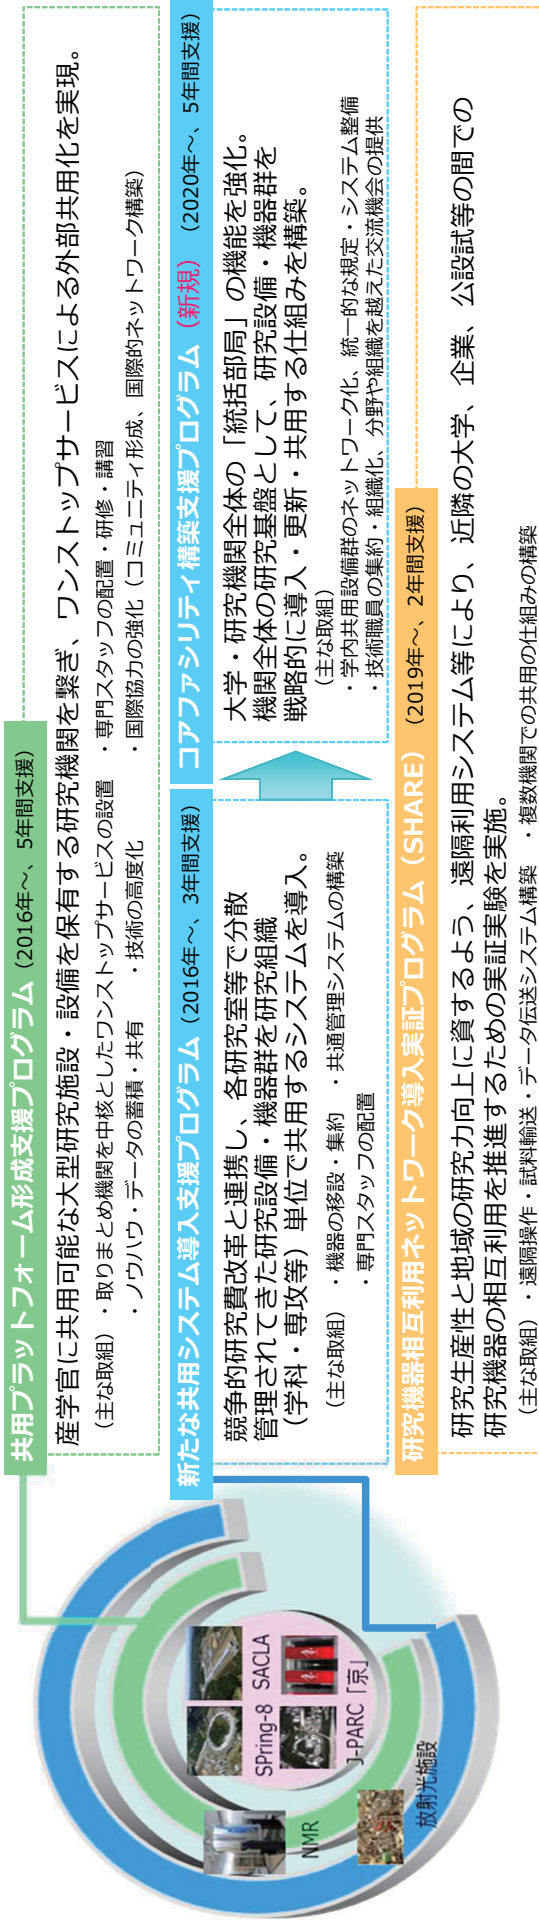 共用プラットフォーム形成支援プログラム（2016年～、5年間支援）
産学官に共用可能な大型研究施設・設備を保有する研究機関を繋ぎ、ワンストップサービスによる外部共用化を実現。
（主な取組）・取りまとめ機関を中核としたワンストップサービスの設置　・専門スタッフの配置・研修・講習
・ノウハウ・データの蓄積・共有　・技術の高度化　・国際協力の強化（コミュニティ形成、国際的ネットワーク構築）
新たな共用システム導入支援プログラム（2016年～、3年間支援）
競争的研究費改革と連携し、各研究室等で分散
管理されてきた研究設備・機器群を研究組織
（学科・専攻等）単位で共用するシステムを導入。
（主な取組）・機器の移設・集約　・共通管理システムの構築
・専門スタッフの配置
コアファシリティ構築支援プログラム（新規）（2020年～、5年間支援）
大学・研究機関全体の「統括部局」の機能を強化。
機関全体の研究基盤として、研究設備・機器群を
戦略的に導入・更新・共用する仕組みを構築。
（主な取組）
・学内共用設備群のネットワーク化、統一的な規定・システム整備
・技術職員の集約・組織化、分野や組織を越えた交流機会の提供
研究機器相互利用ネットワーク導入実証プログラム（SHARE）（2019年～、2年間支援）
研究生産性と地域の研究力向上に資するよう、遠隔利用システム等により、近隣の大学、企業、公設試等の間での
研究機器の相互利用を推進するための実証実験を実施。
（主な取組）・遠隔操作・試料輸送・データ伝送システム構築　・複数機関での共用の仕組みの構築
SPring-8 SACLA
J-PARC 「京」
NMR
放射光施設